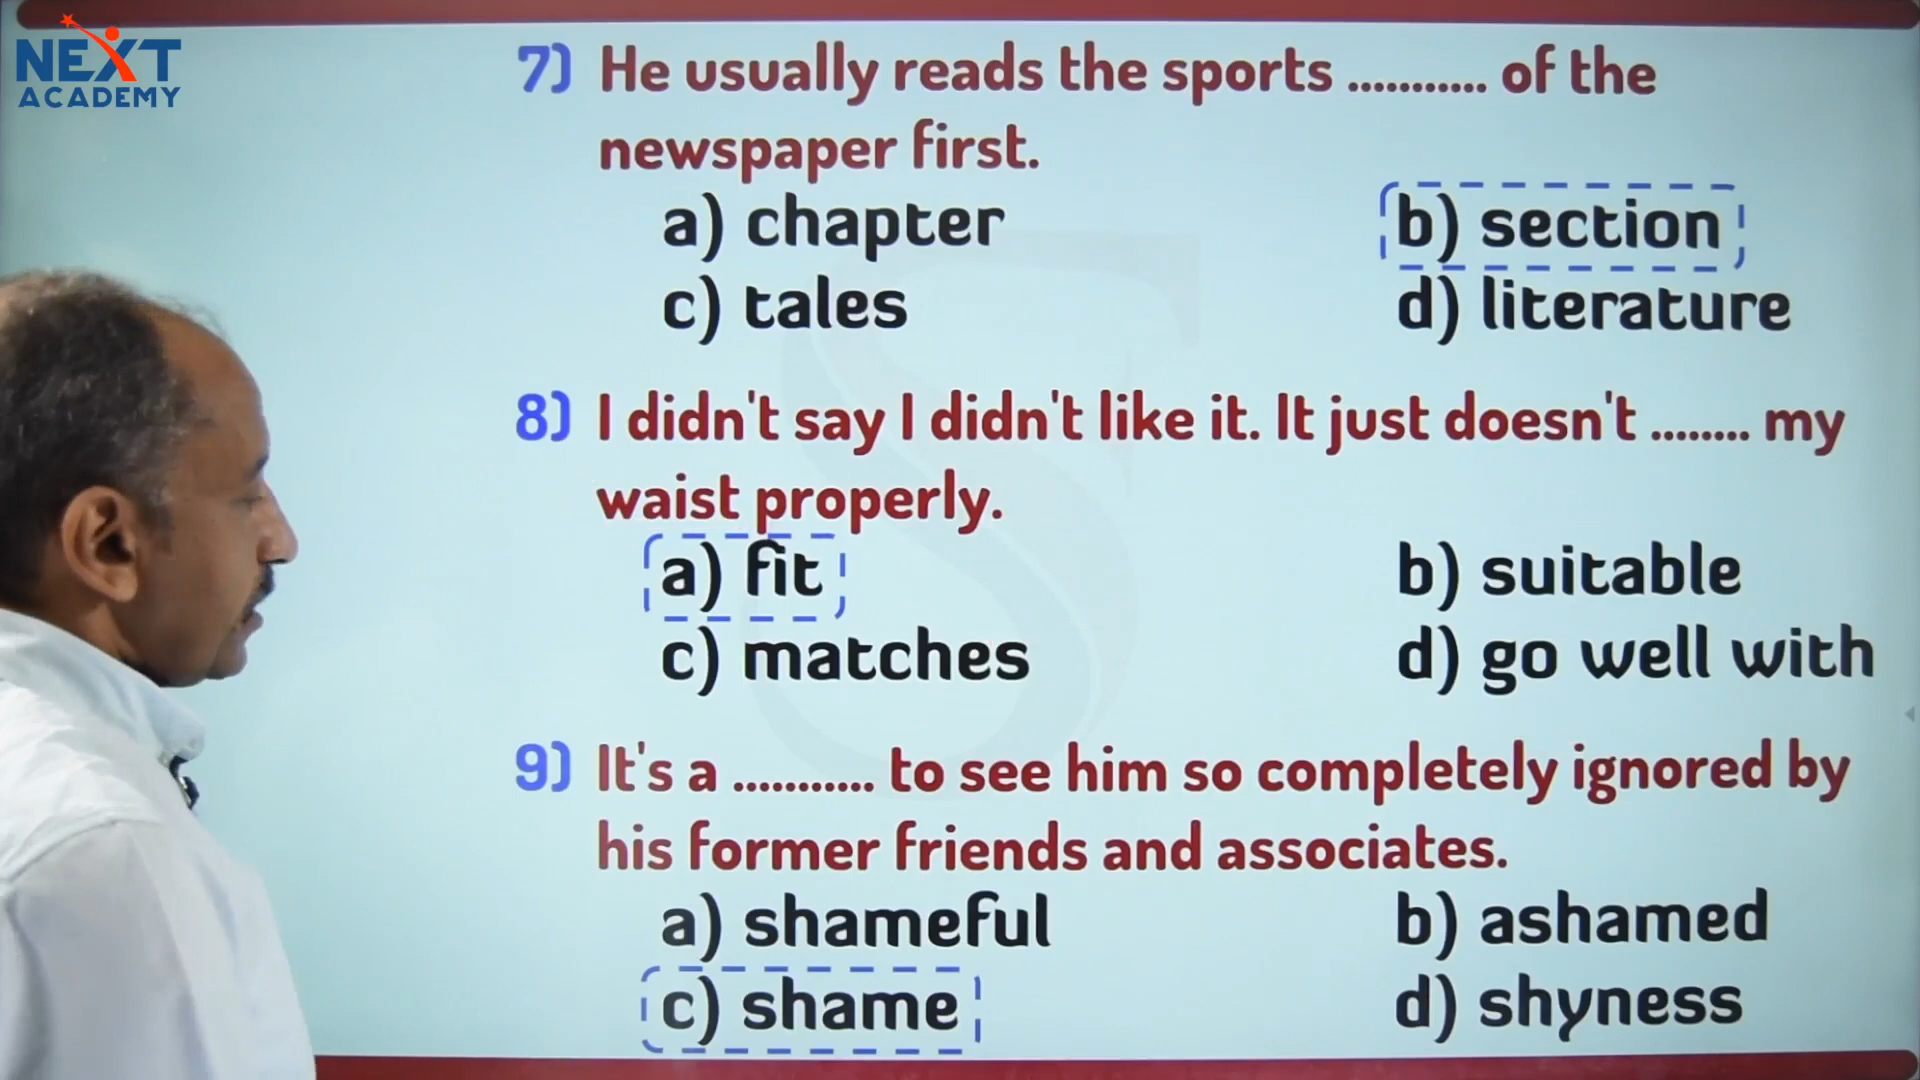 NEXT
ACADEMY
7) He usually reads the sports ........... of the
newspaper first.
a) chapter b) section
c) tales d) literature
8) I didn't say I didn't like it. It just doesn't ........ my
waist properly.
a) fit b) suitable
c) matches d) go well with
9) It's a ........... to see him so completely ignored by
his former friends and associates.
a) shameful b) ashamed
c) shame d) shyness